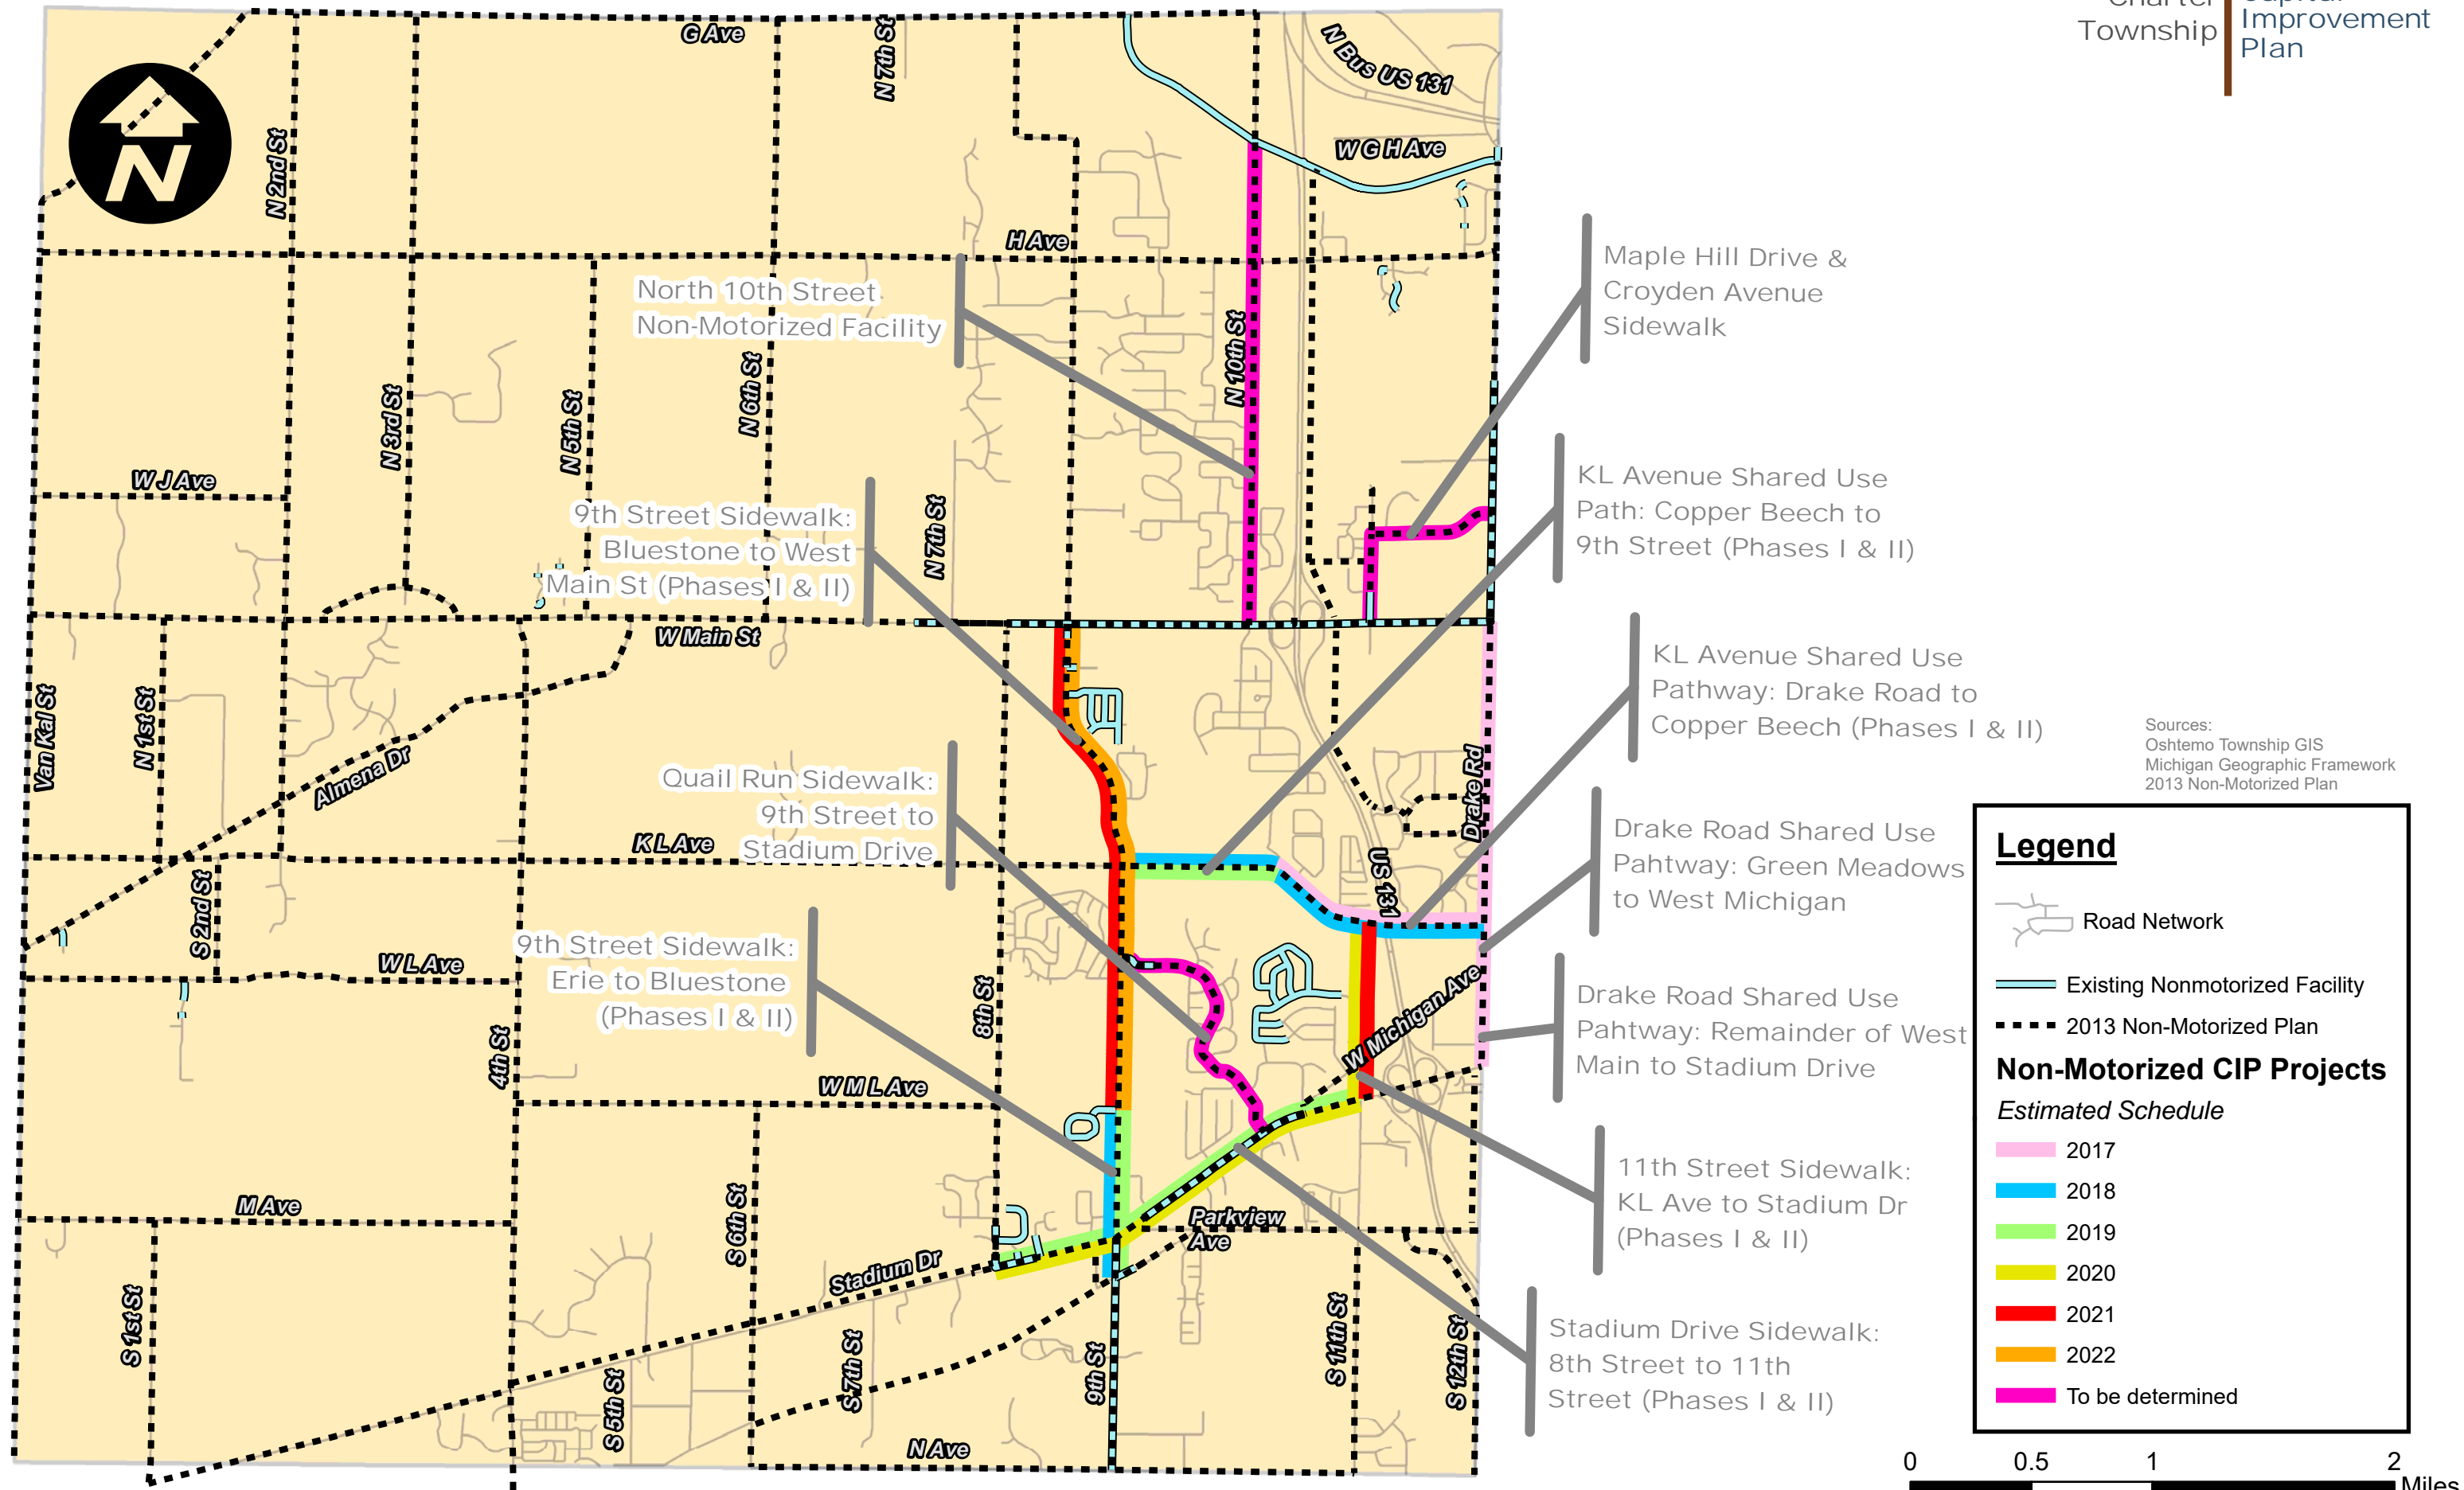 Charter
Township
Capital
Improvement
Plan
G Ave
N 7th St
N Bus US 131
N 2nd St
W G H Ave
N
H Ave
Maple Hill Drive &
Croyden Avenue
Sidewalk
North 10th Street
Non-Motorized Facility
N 10th St
N 3rd St
N 5th St
N 6th St
W J Ave
KL Avenue Shared Use
Path: Copper Beech to
9th Street (Phases I & II)
9th Street Sidewalk:
Bluestone to West
Main St (Phases I & II)
N 7th St
W Main St
KL Avenue Shared Use
Pathway: Drake Road to
Copper Beech (Phases I & II)
Van Kal St
N 1st St
Almena Dr
Drake Rd
Sources:
Oshtemo Township GIS
Michigan Geographic Framework
2013 Non-Motorized Plan
Quail Run Sidewalk:
9th Street to
Stadium Drive
K L Ave
US 131
Drake Road Shared Use
Pahtway: Green Meadows
to West Michigan
S 2nd St
W L Ave
9th Street Sidewalk:
Erie to Bluestone
(Phases I & II)
8th St
4th St
W Michigan Ave
Drake Road Shared Use
Pahtway: Remainder of West
Main to Stadium Drive
W M L Ave
11th Street Sidewalk:
KL Ave to Stadium Dr
(Phases I & II)
M Ave
S 6th St
Parkview
Ave
Stadium Dr
S 1st St
S 5th St
S 7th St
9th St
S 11th St
S 12th St
Stadium Drive Sidewalk:
8th Street to 11th
Street (Phases I & II)
N Ave
Legend
Road Network
Existing Nonmotorized Facility
2013 Non-Motorized Plan
Non-Motorized CIP Projects
Estimated Schedule
2017
2018
2019
2020
2021
2022
To be determined
0 0.5 1 2
Miles